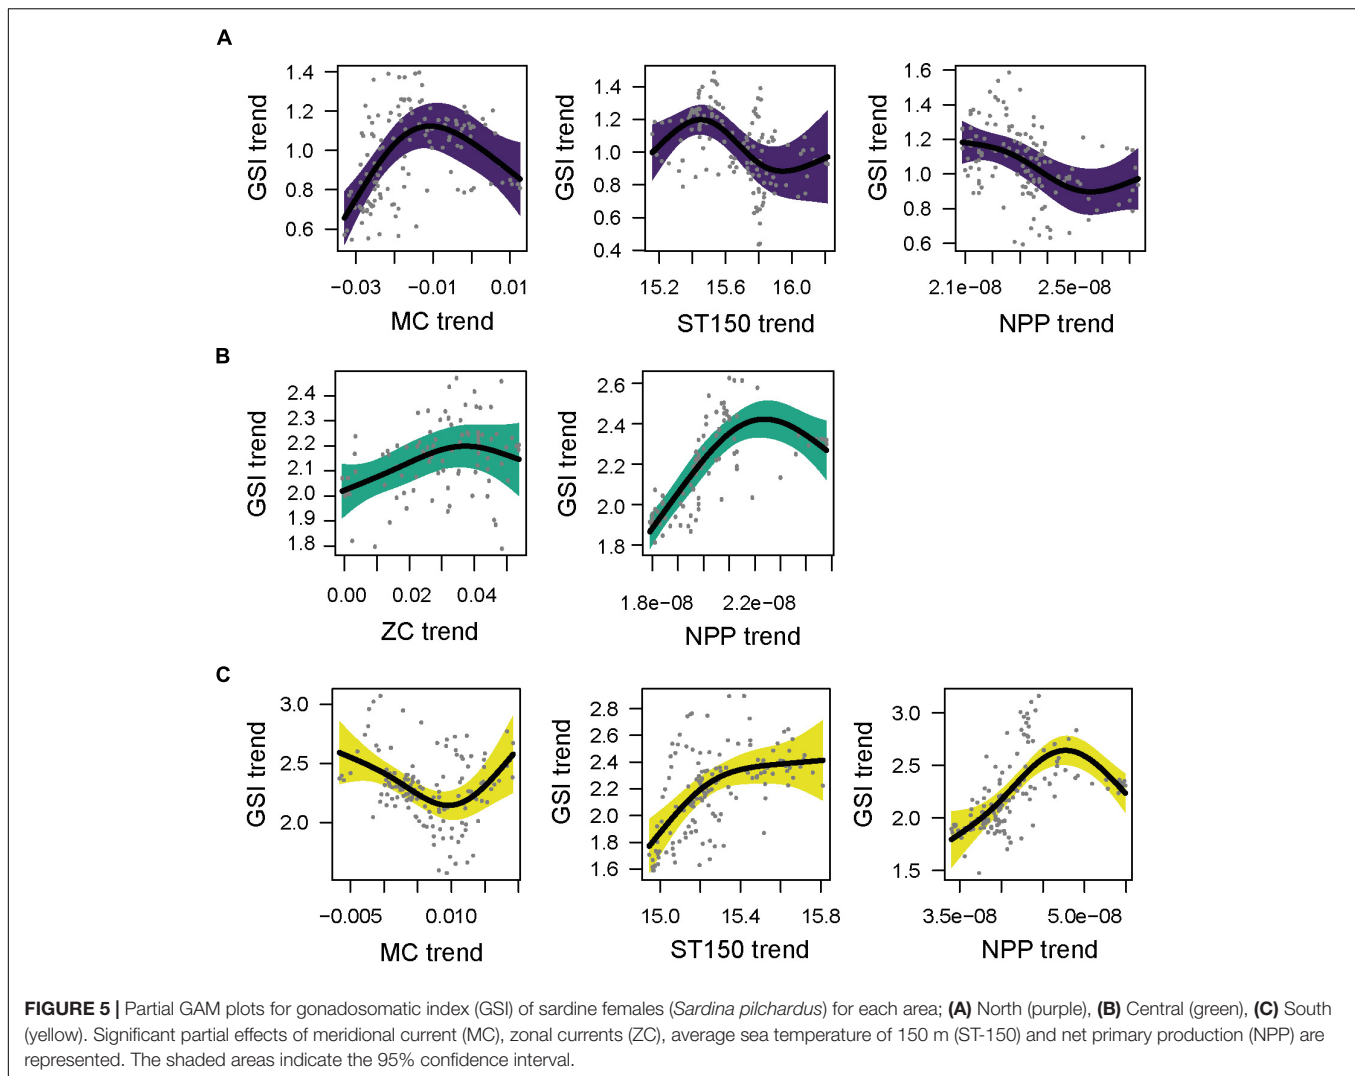 A
1.4
1.2
1.0
0.8
0.6
GSI trend
−0.03 −0.01 0.01
MC trend
1.4
1.2
1.0
0.8
0.6
0.4
GSI trend
15.2 15.6 16.0
ST150 trend
1.6
1.4
1.2
1.0
0.8
0.6
GSI trend
2.1e−08 2.5e−08
NPP trend
B
2.4
2.3
2.2
2.1
2.0
1.9
1.8
GSI trend
0.00 0.02 0.04
ZC trend
2.6
2.4
2.2
2.0
1.8
GSI trend
1.8e−08 2.2e−08
NPP trend
C
3.0
2.5
2.0
GSI trend
−0.005 0.010
MC trend
2.8
2.6
2.4
2.2
2.0
1.8
1.6
GSI trend
15.0 15.4 15.8
ST150 trend
3.0
2.5
2.0
1.5
GSI trend
3.5e−08 5.0e−08
NPP trend
FIGURE 5 | Partial GAM plots for gonadosomatic index (GSI) of sardine females (Sardina pilchardus) for each area; (A) North (purple), (B) Central (green), (C) South
(yellow). Significant partial effects of meridional current (MC), zonal currents (ZC), average sea temperature of 150 m (ST-150) and net primary production (NPP) are
represented. The shaded areas indicate the 95% confidence interval.